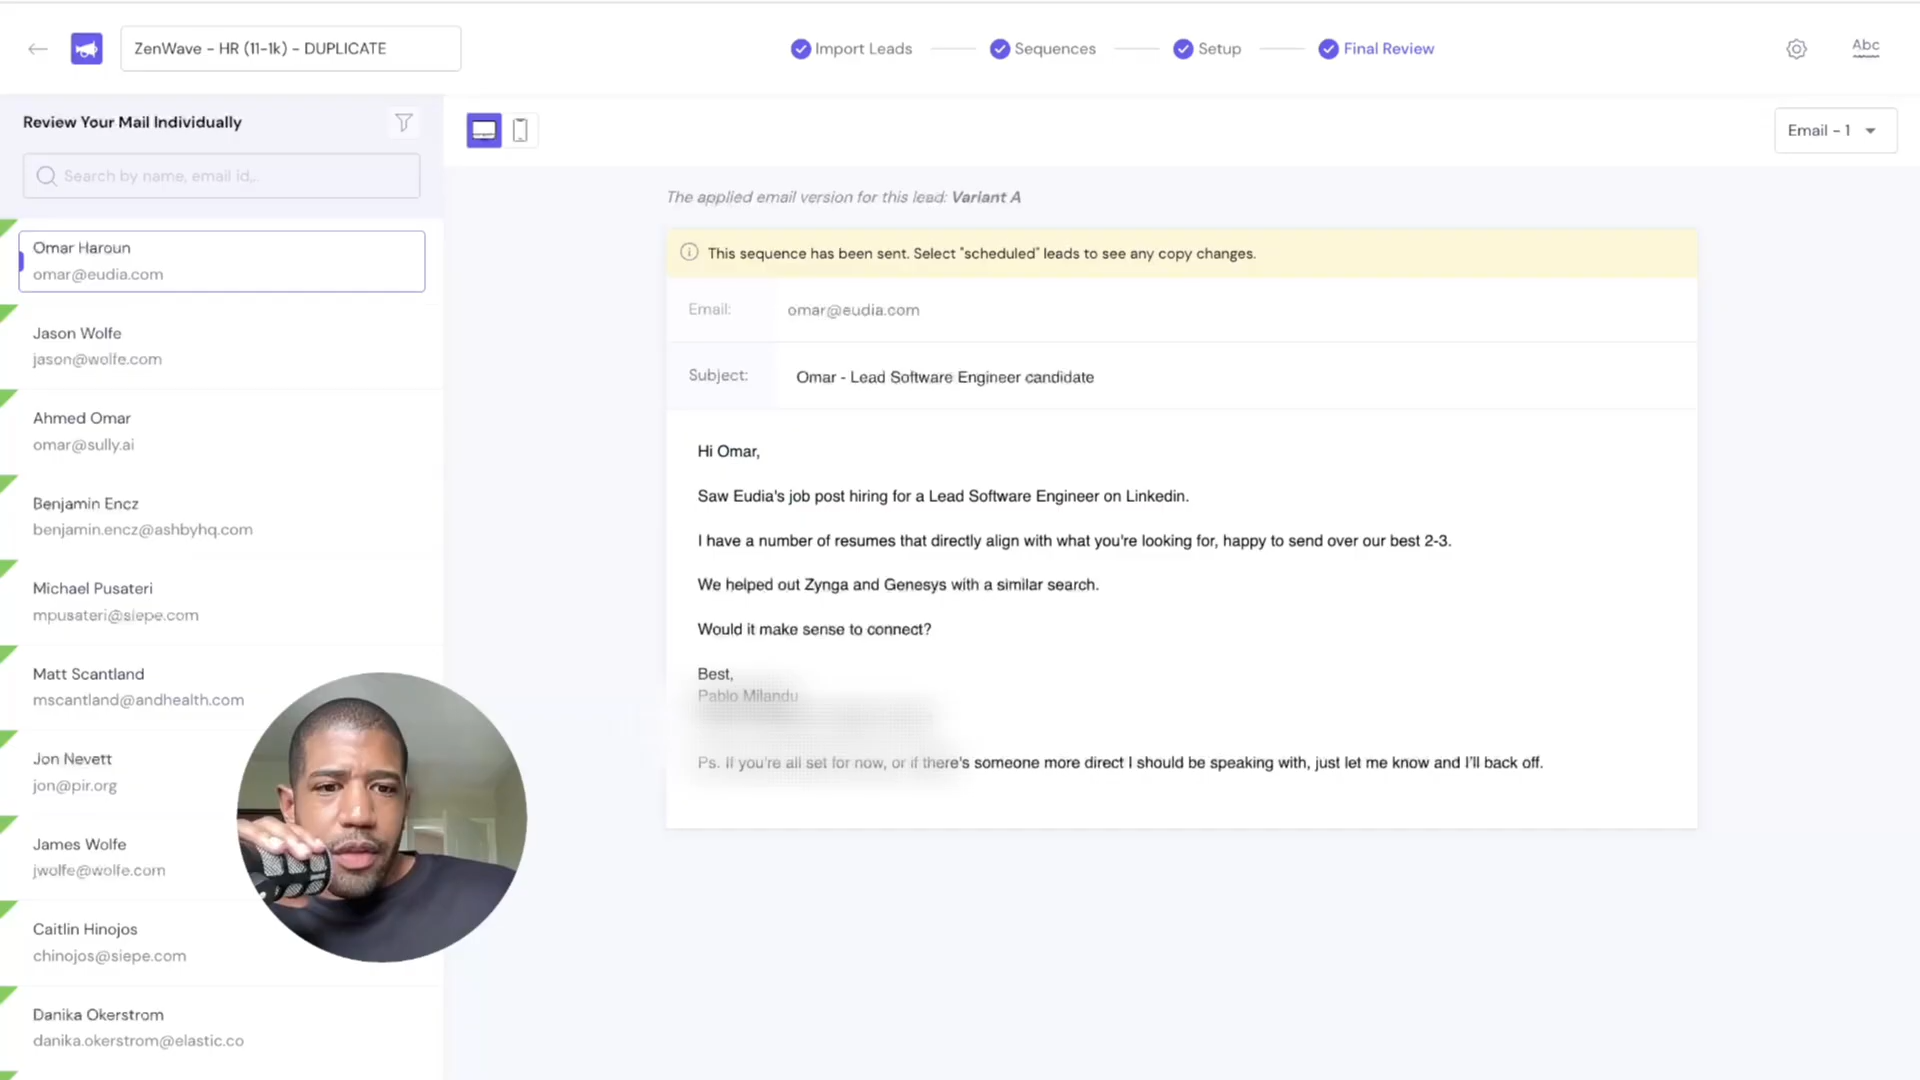 ZenWave - HR (11-1k) - DUPLICATE
Import Leads
Sequences
Setup
Final Review
Abc
Review Your Mail Individually
Search by name, email id,..
Omar Haroun
omar@eudia.com
Jason Wolfe
jason@wolfe.com
Ahmed Omar
omar@sully.ai
Benjamin Encz
benjamin.encz@ashbyhq.com
Michael Pusateri
mpusateri@siepe.com
Matt Scantland
mscantland@andhealth.com
Jon Nevett
jon@pir.org
James Wolfe
jwolfe@wolfe.com
Caitlin Hinojos
chinojos@siepe.com
Danika Okerstrom
danika.okerstrom@elastic.co
Email - 1
The applied email version for this lead: Variant A
This sequence has been sent. Select "scheduled" leads to see any copy changes.
Email: omar@eudia.com
Subject: Omar - Lead Software Engineer candidate
Hi Omar,
Saw Eudia's job post hiring for a Lead Software Engineer on Linkedin.
I have a number of resumes that directly align with what you're looking for, happy to send over our best 2-3.
We helped out Zynga and Genesys with a similar search.
Would it make sense to connect?
Best,
Pablo Milandu
Ps. If you're all set for now, or if there's someone more direct I should be speaking with, just let me know and I'll back off.